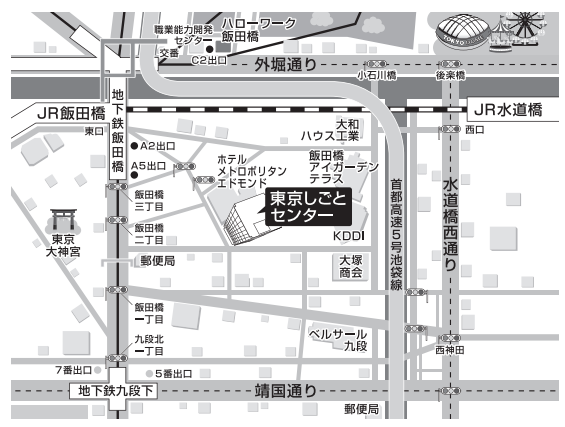 職業能力開発
センター
ハローワーク
飯田橋
交番
C2出口
TOKYO DOME
外堀通り
小石川橋
後楽橋
JR飯田橋
東口
地下鉄飯田橋
JR水道橋
西口
A2出口
A5出口
大和
ハウス工業
ホテル
メトロポリタン
エドモンド
飯田橋
アイガーデン
テラス
飯田橋
三丁目
東京しごと
センター
首都高速5号池袋線
水道橋西通り
東京
大神宮
飯田橋
二丁目
KDDI
郵便局
大塚
商会
飯田橋
一丁目
九段北
一丁目
ベルサール
九段
西神田
7番出口
5番出口
地下鉄九段下
靖国通り
郵便局